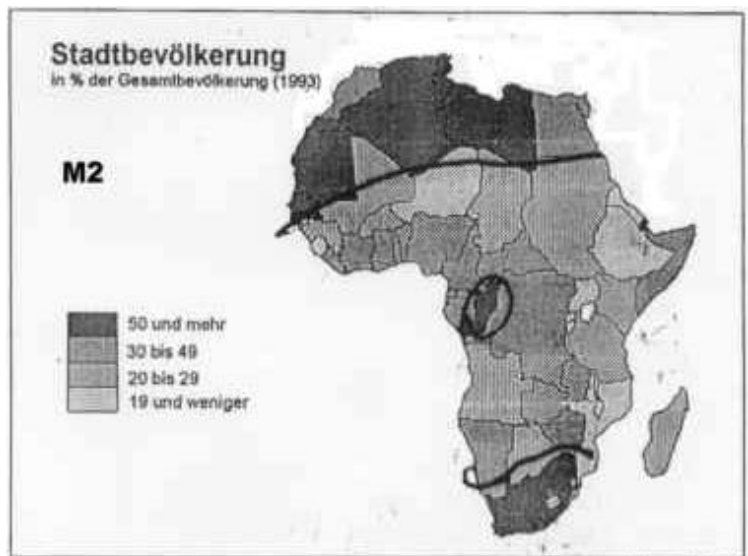 Stadtbevölkerung
in % der Gesamtbevölkerung (1993)
M2
50 und mehr
30 bis 49
20 bis 29
19 und weniger